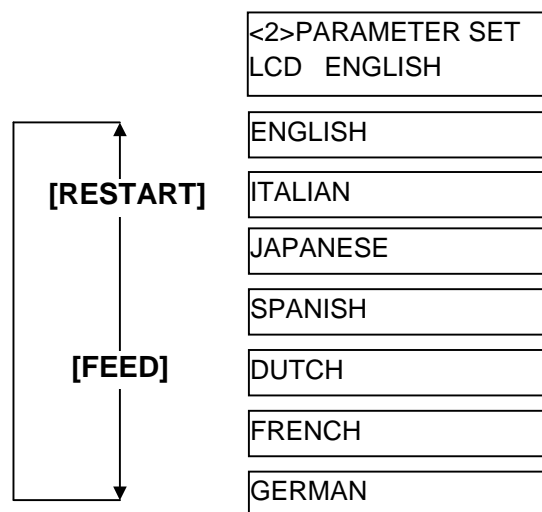 <2>PARAMETER SET
LCD ENGLISH
ENGLISH
[RESTART]
ITALIAN
JAPANESE
SPANISH
[FEED]
DUTCH
FRENCH
GERMAN